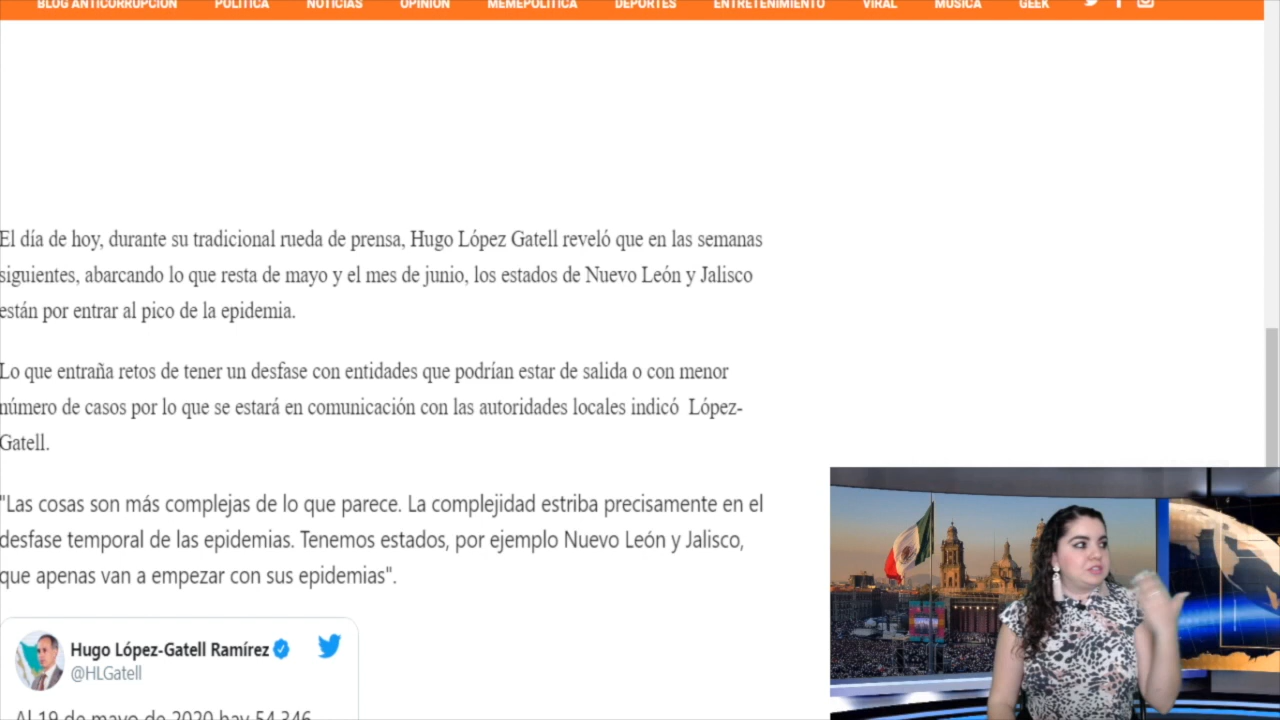 BLOG ANTICORRUPCIÓN POLÍTICA NOTICIAS OPINIÓN MEMEPOLÍTICA DEPORTES ENTRETENIMIENTO VIRAL MÚSICA GEEK
El día de hoy, durante su tradicional rueda de prensa, Hugo López Gatell reveló que en las semanas
siguientes, abarcando lo que resta de mayo y el mes de junio, los estados de Nuevo León y Jalisco
están por entrar al pico de la epidemia.
Lo que entraña retos de tener un desfase con entidades que podrían estar de salida o con menor
número de casos por lo que se estará en comunicación con las autoridades locales indicó López-
Gatell.
"Las cosas son más complejas de lo que parece. La complejidad estriba precisamente en el
desfase temporal de las epidemias. Tenemos estados, por ejemplo Nuevo León y Jalisco,
que apenas van a empezar con sus epidemias".
Hugo López-Gatell Ramírez
@HLGatell
Al 19 de mayo de 2020 hay 54,346